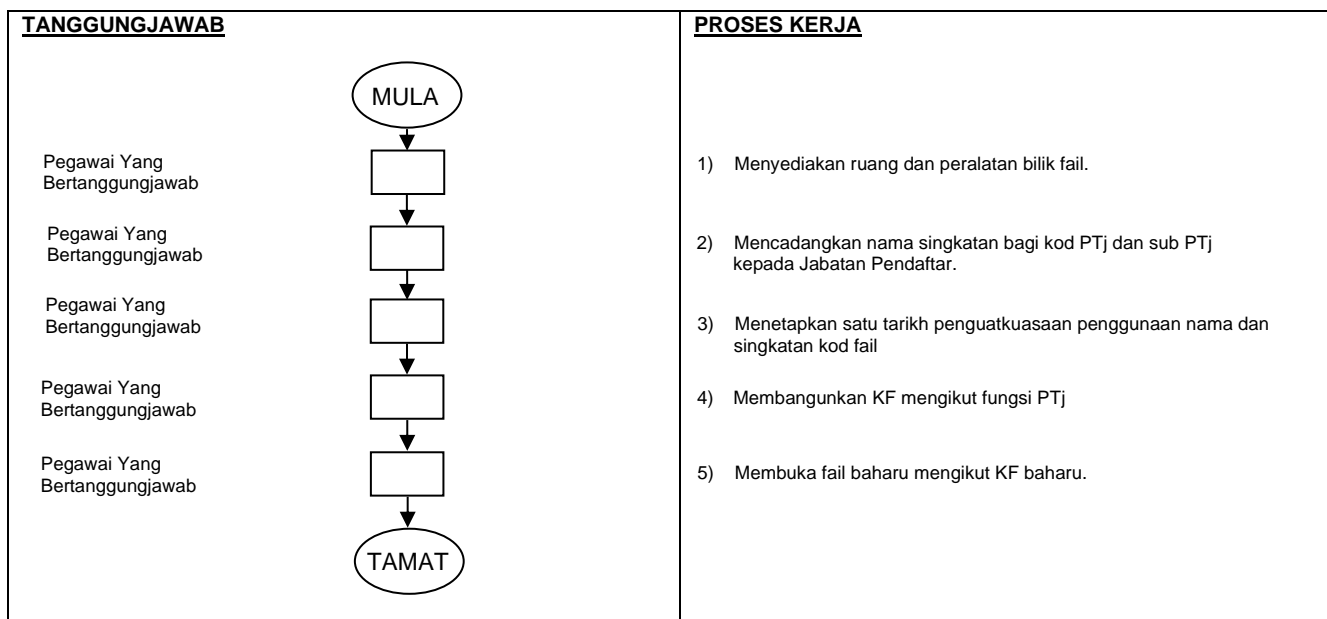 TANGGUNGJAWAB
PROSES KERJA
MULA
Pegawai Yang
Bertanggungjawab
1) Menyediakan ruang dan peralatan bilik fail.
Pegawai Yang
Bertanggungjawab
2) Mencadangkan nama singkatan bagi kod PTj dan sub PTj
kepada Jabatan Pendaftar.
Pegawai Yang
Bertanggungjawab
3) Menetapkan satu tarikh penguatkuasaan penggunaan nama dan
singkatan kod fail
Pegawai Yang
Bertanggungjawab
4) Membangunkan KF mengikut fungsi PTj
Pegawai Yang
Bertanggungjawab
5) Membuka fail baharu mengikut KF baharu.
TAMAT